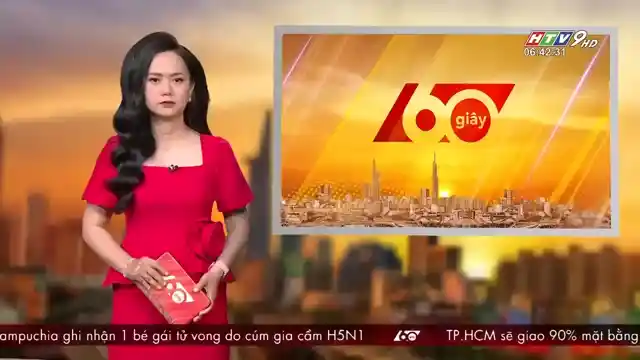 HTV9 HD
06:42:31
60 giây
60
ampuchia ghi nhận 1 bé gái tử vong do cúm gia cầm H5N1 60 TP.HCM sẽ giao 90% mặt bằng